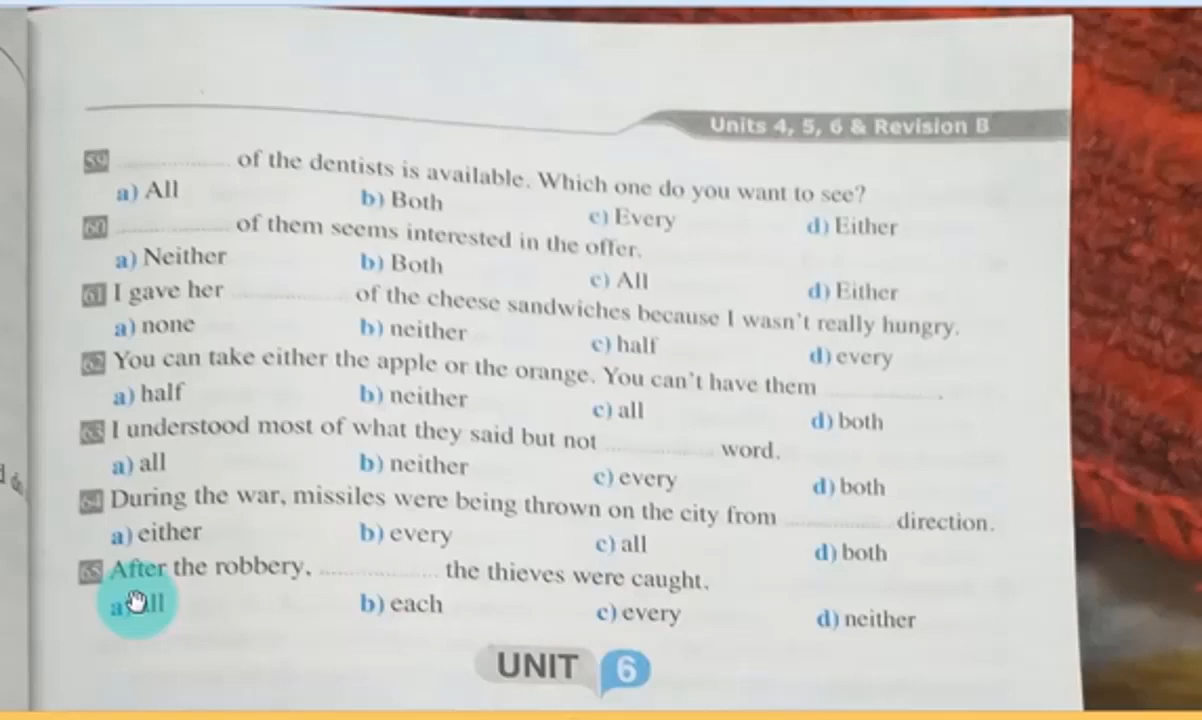 Units 4, 5, 6 & Revision B
59 .............. of the dentists is available. Which one do you want to see?
a) All b) Both c) Every d) Either
60 .............. of them seems interested in the offer.
a) Neither b) Both c) All d) Either
61 I gave her .............. of the cheese sandwiches because I wasn't really hungry.
a) none b) neither c) half d) every
62 You can take either the apple or the orange. You can't have them .............. .
a) half b) neither c) all d) both
63 I understood most of what they said but not .............. word.
a) all b) neither c) every d) both
64 During the war, missiles were being thrown on the city from .............. direction.
a) either b) every c) all d) both
65 After the robbery, .............. the thieves were caught.
a) all b) each c) every d) neither
UNIT 6